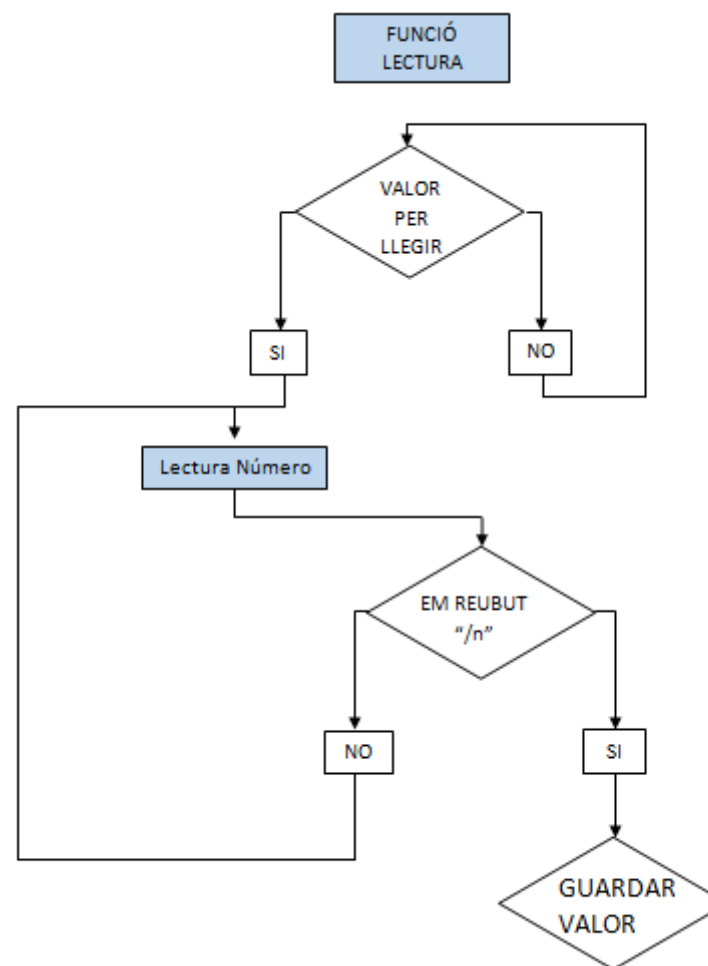 FUNCIÓ
LECTURA
VALOR
PER
LLEGIR
SI
NO
Lectura Número
EM REUBUT
“/n”
NO
SI
GUARDAR
VALOR